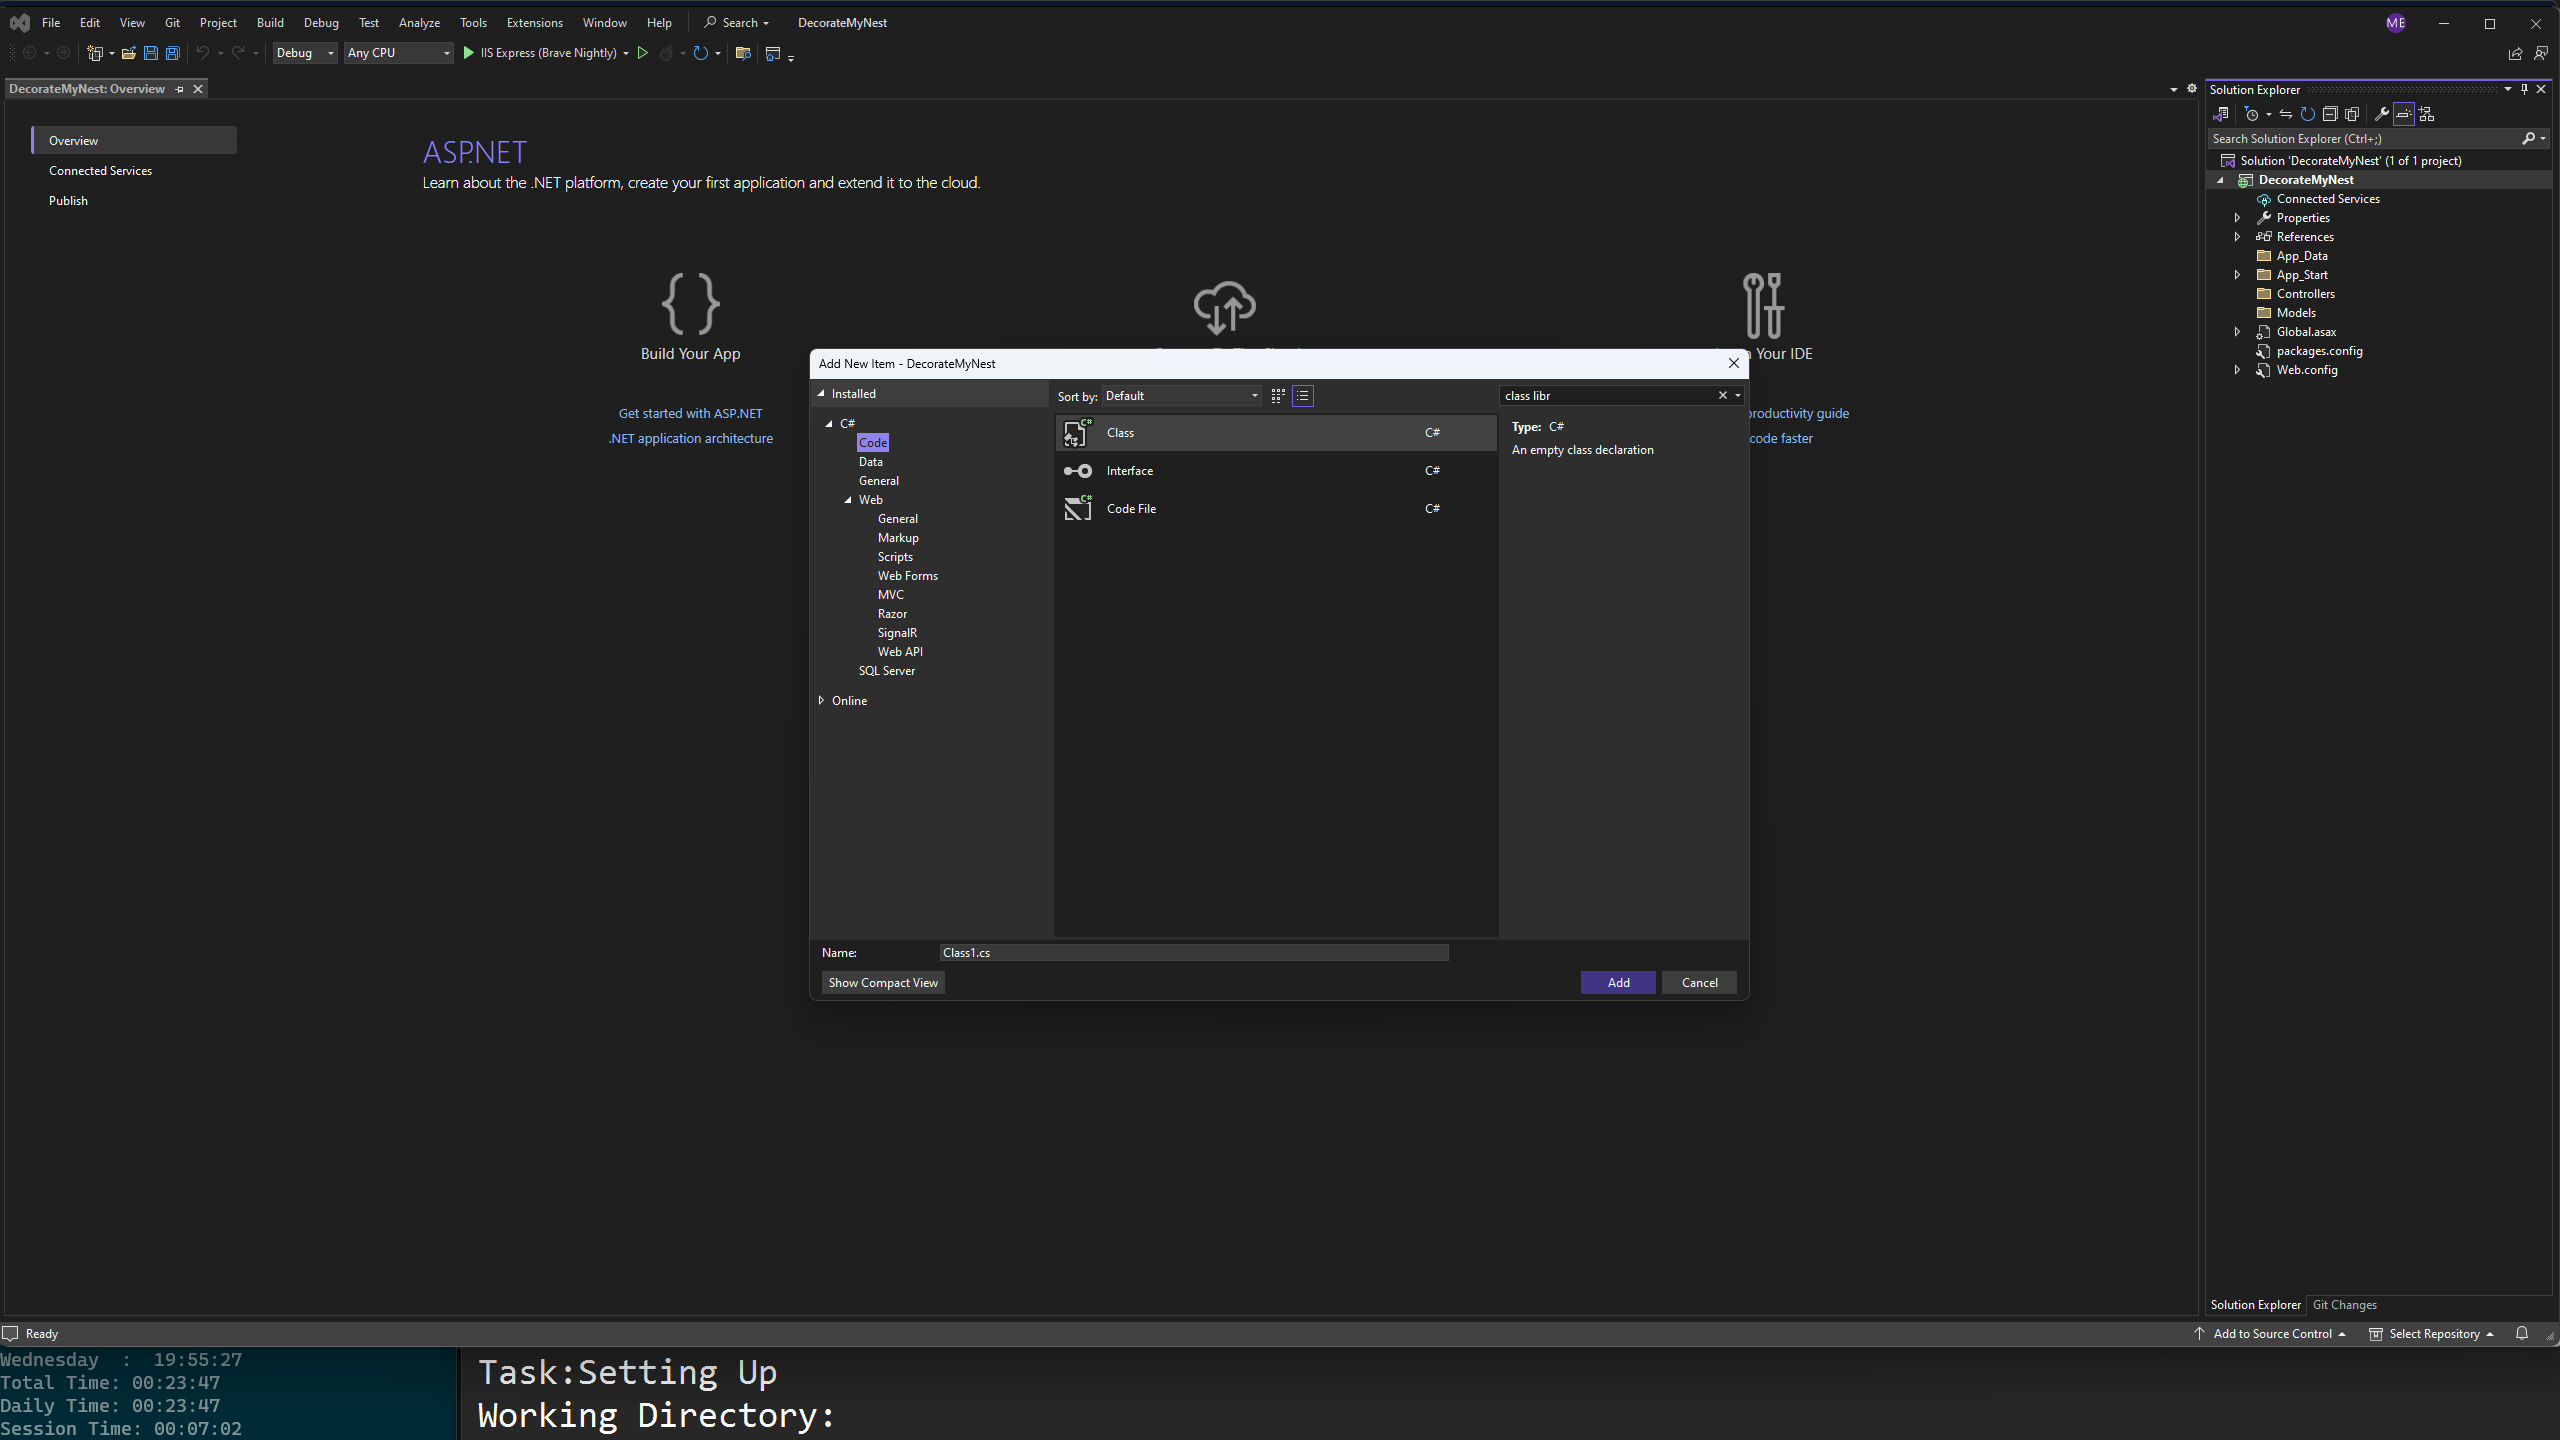 File Edit View Git Project Build Debug Test Analyze Tools Extensions Window Help Search DecorateMyNest ME
Debug Any CPU IIS Express (Brave Nightly)
DecorateMyNest: Overview
Overview
Connected Services
Publish
ASP.NET
Learn about the .NET platform, create your first application and extend it to the cloud.
Build Your App
Get started with ASP.NET
.NET application architecture
Your IDE
productivity guide
code faster
Add New Item - DecorateMyNest
Installed
C#
Code
Data
General
Web
General
Markup
Scripts
Web Forms
MVC
Razor
SignalR
Web API
SQL Server
Online
Sort by: Default
Class C#
Interface C#
Code File C#
class libr
Type: C#
An empty class declaration
Name: Class1.cs
Show Compact View
Add Cancel
Solution Explorer
Search Solution Explorer (Ctrl+;)
Solution 'DecorateMyNest' (1 of 1 project)
DecorateMyNest
Connected Services
Properties
References
App_Data
App_Start
Controllers
Models
Global.asax
packages.config
Web.config
Solution Explorer Git Changes
Ready
Add to Source Control Select Repository
Wednesday : 19:55:27
Total Time: 00:23:47
Daily Time: 00:23:47
Session Time: 00:07:02
Task:Setting Up
Working Directory: